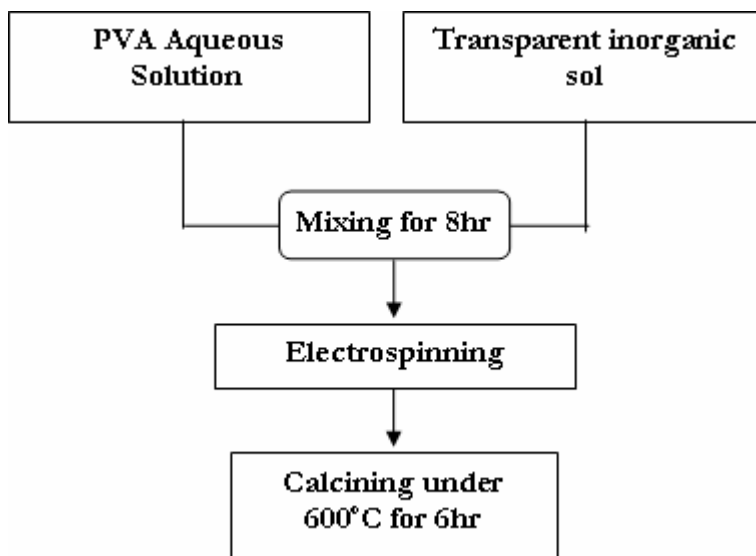 PVA Aqueous
Solution
Transparent inorganic
sol
Mixing for 8hr
Electrospinning
Calcining under
600°C for 6hr